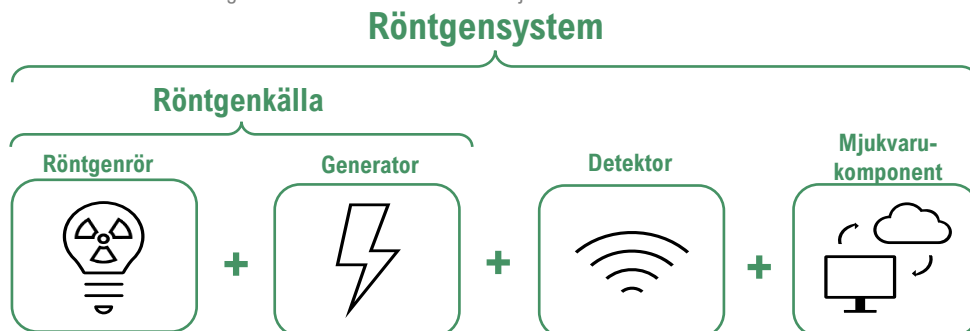 Röntgensystem
Röntgenkälla
Röntgenrör
Generator
Detektor
Mjukvaru-
komponent
+
+
+